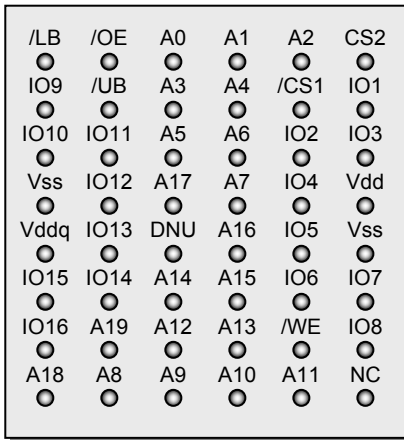 /LB /OE A0 A1 A2 CS2
IO9 /UB A3 A4 /CS1 IO1
IO10 IO11 A5 A6 IO2 IO3
Vss IO12 A17 A7 IO4 Vdd
Vddq IO13 DNU A16 IO5 Vss
IO15 IO14 A14 A15 IO6 IO7
IO16 A19 A12 A13 /WE IO8
A18 A8 A9 A10 A11 NC